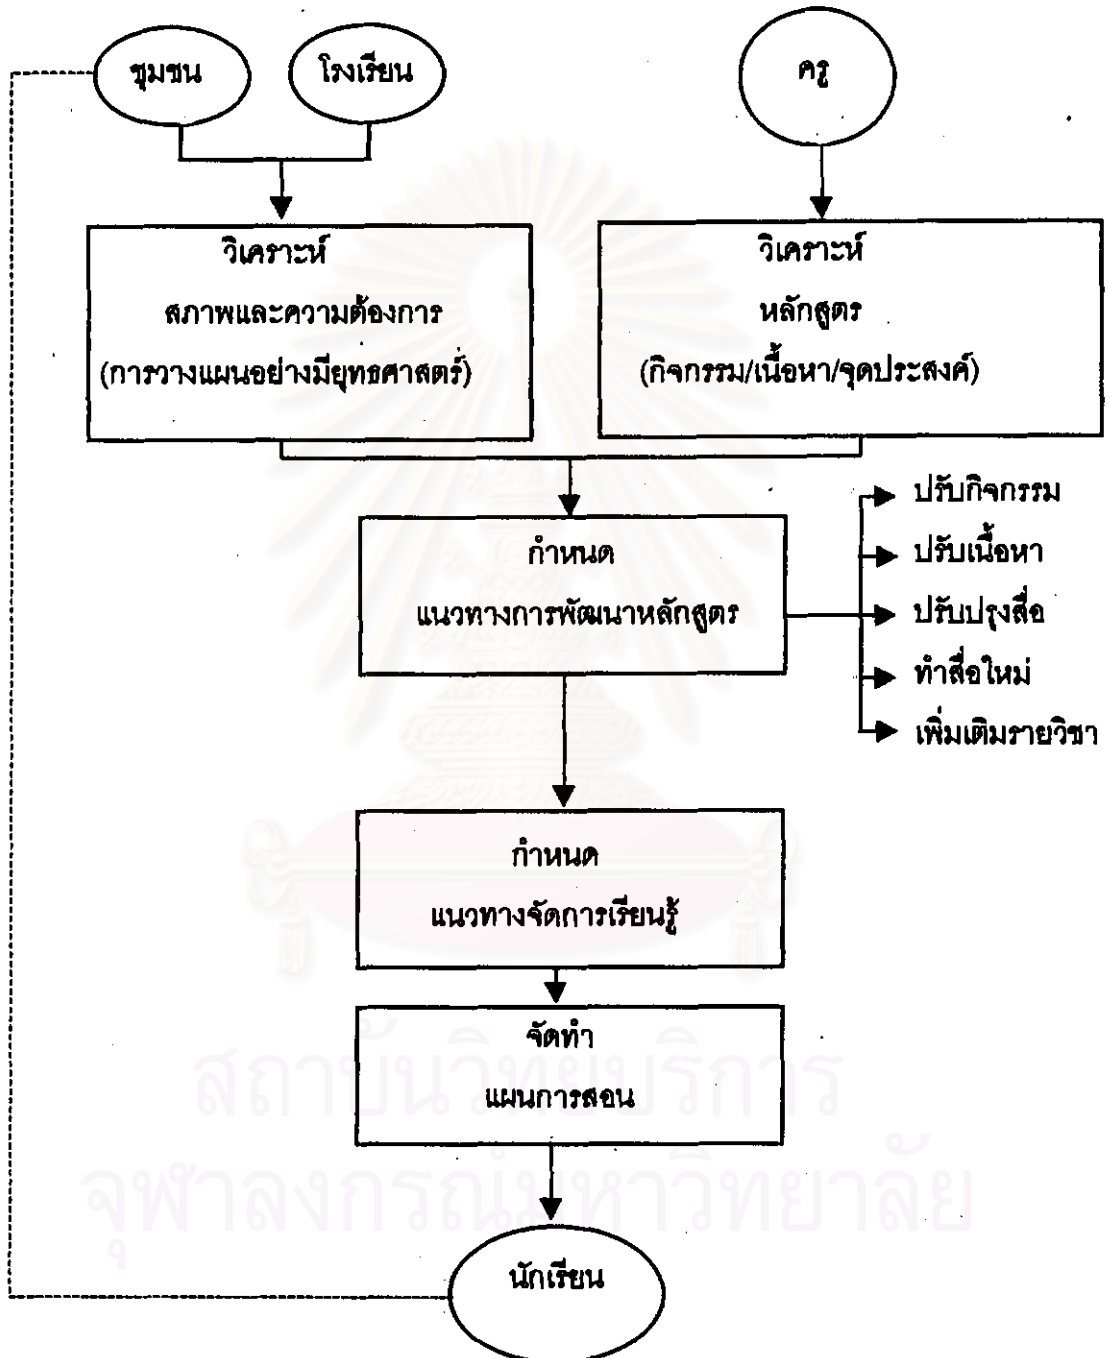 ชุมชน
โรงเรียน
ครู
วิเคราะห์
สภาพและความต้องการ
(การวางแผนอย่างมียุทธศาสตร์)
วิเคราะห์
หลักสูตร
(กิจกรรม/เนื้อหา/จุดประสงค์)
กำหนด
แนวทางการพัฒนาหลักสูตร
ปรับกิจกรรม
ปรับเนื้อหา
ปรับปรุงสื่อ
ทำสื่อใหม่
เพิ่มเติมรายวิชา
กำหนด
แนวทางจัดการเรียนรู้
จัดทำ
แผนการสอน
สถาบันวิทยบริการ
จุฬาลงกรณ์มหาวิทยาลัย
นักเรียน